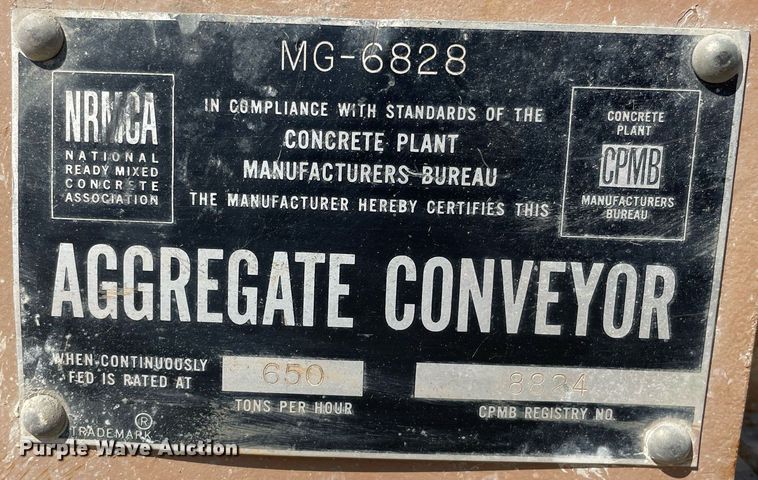 MG-6828
NRMCA
NATIONAL
READY MIXED
CONCRETE
ASSOCIATION
IN COMPLIANCE WITH STANDARDS OF THE
CONCRETE PLANT
MANUFACTURERS BUREAU
THE MANUFACTURER HEREBY CERTIFIES THIS
CONCRETE
PLANT
CPMB
MANUFACTURERS
BUREAU
AGGREGATE CONVEYOR
WHEN CONTINUOUSLY
FED IS RATED AT
650
TONS PER HOUR
8834
CPMB REGISTRY NO.
®
TRADEMARK
Purple Wave Auction